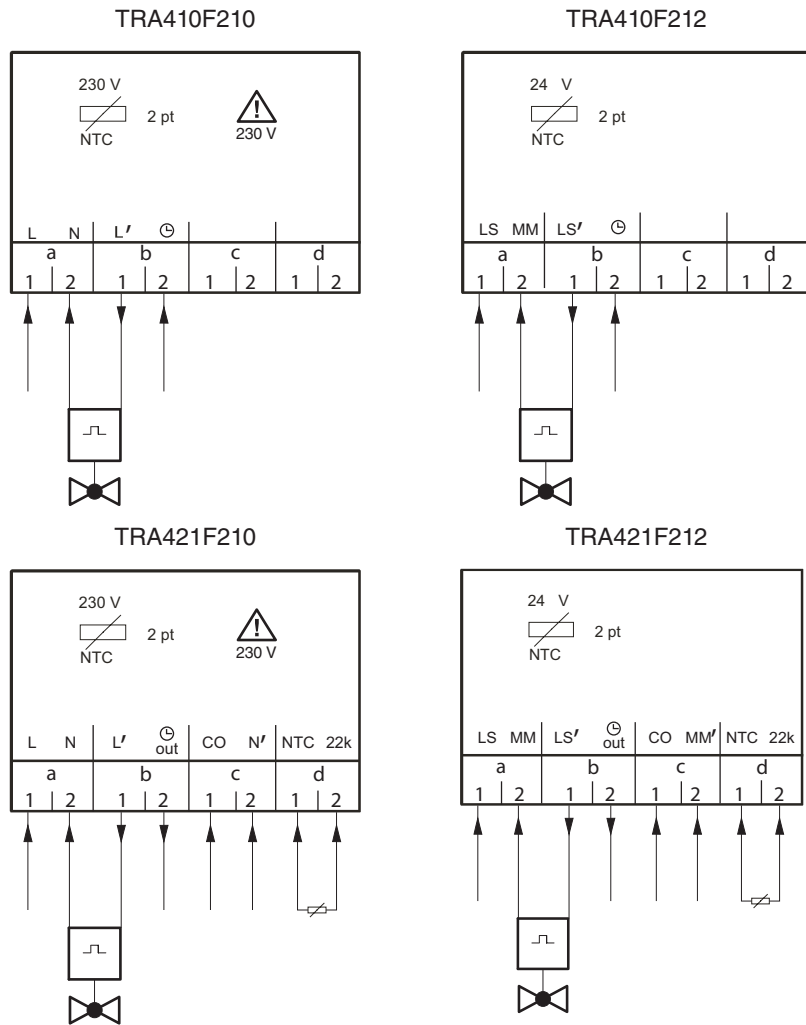 TRA410F210
230 V
2 pt
NTC
230 V
L N L′ 
a b c d
1 2 1 2 1 2 1 2
TRA410F212
24 V
2 pt
NTC
LS MM LS′
a b c d
1 2 1 2 1 2 1 2
TRA421F210
230 V
2 pt
NTC
230 V
L N L′ out CO N′ NTC 22k
a b c d
1 2 1 2 1 2 1 2
TRA421F212
24 V
2 pt
NTC
LS MM LS′ out CO MM′ NTC 22k
a b c d
1 2 1 2 1 2 1 2